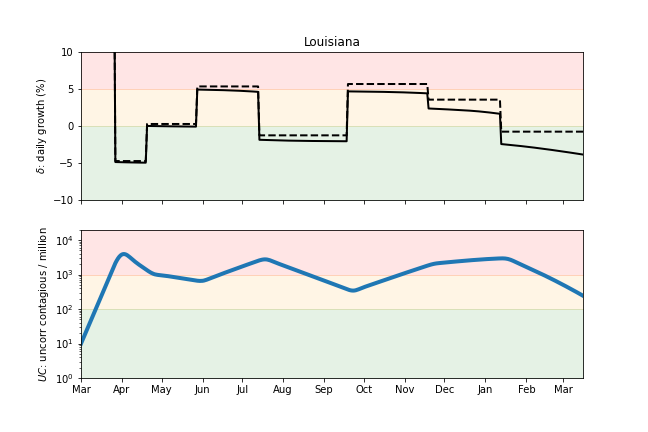 Louisiana
δ: daily growth (%)
10
5
0
−5
−10
UC: uncorr contagious / million
10⁴
10³
10²
10¹
10⁰
Mar Apr May Jun Jul Aug Sep Oct Nov Dec Jan Feb Mar